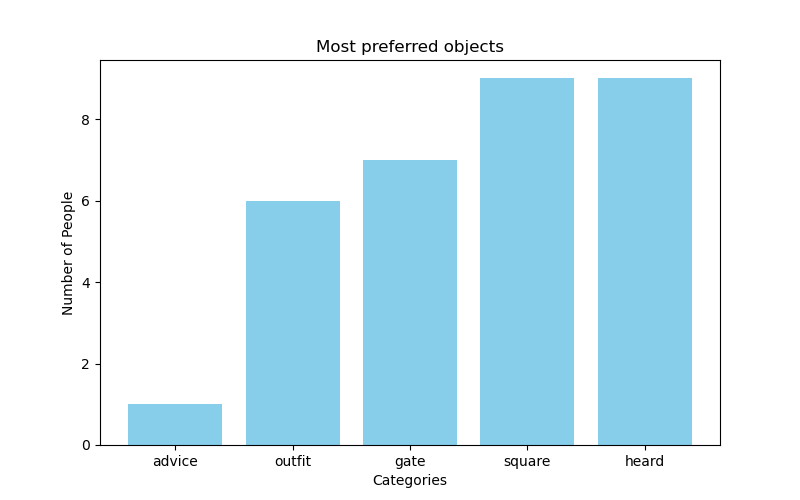 Most preferred objects
Number of People
8
6
4
2
0
advice outfit gate square heard
Categories